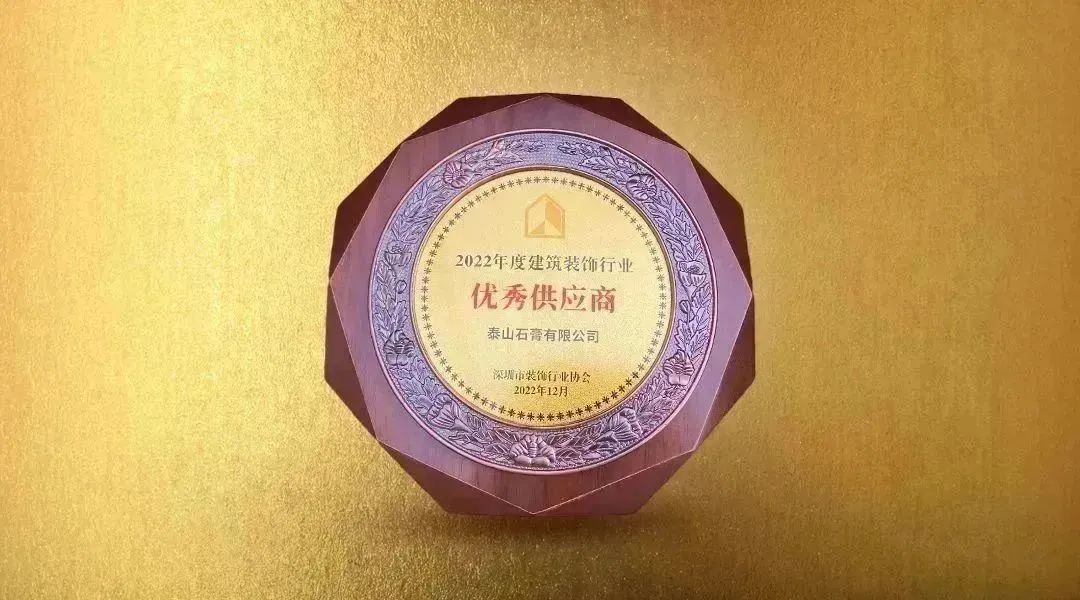 2022年度建筑装饰行业
优秀供应商
泰山石膏有限公司
深圳市装饰行业协会
2022年12月